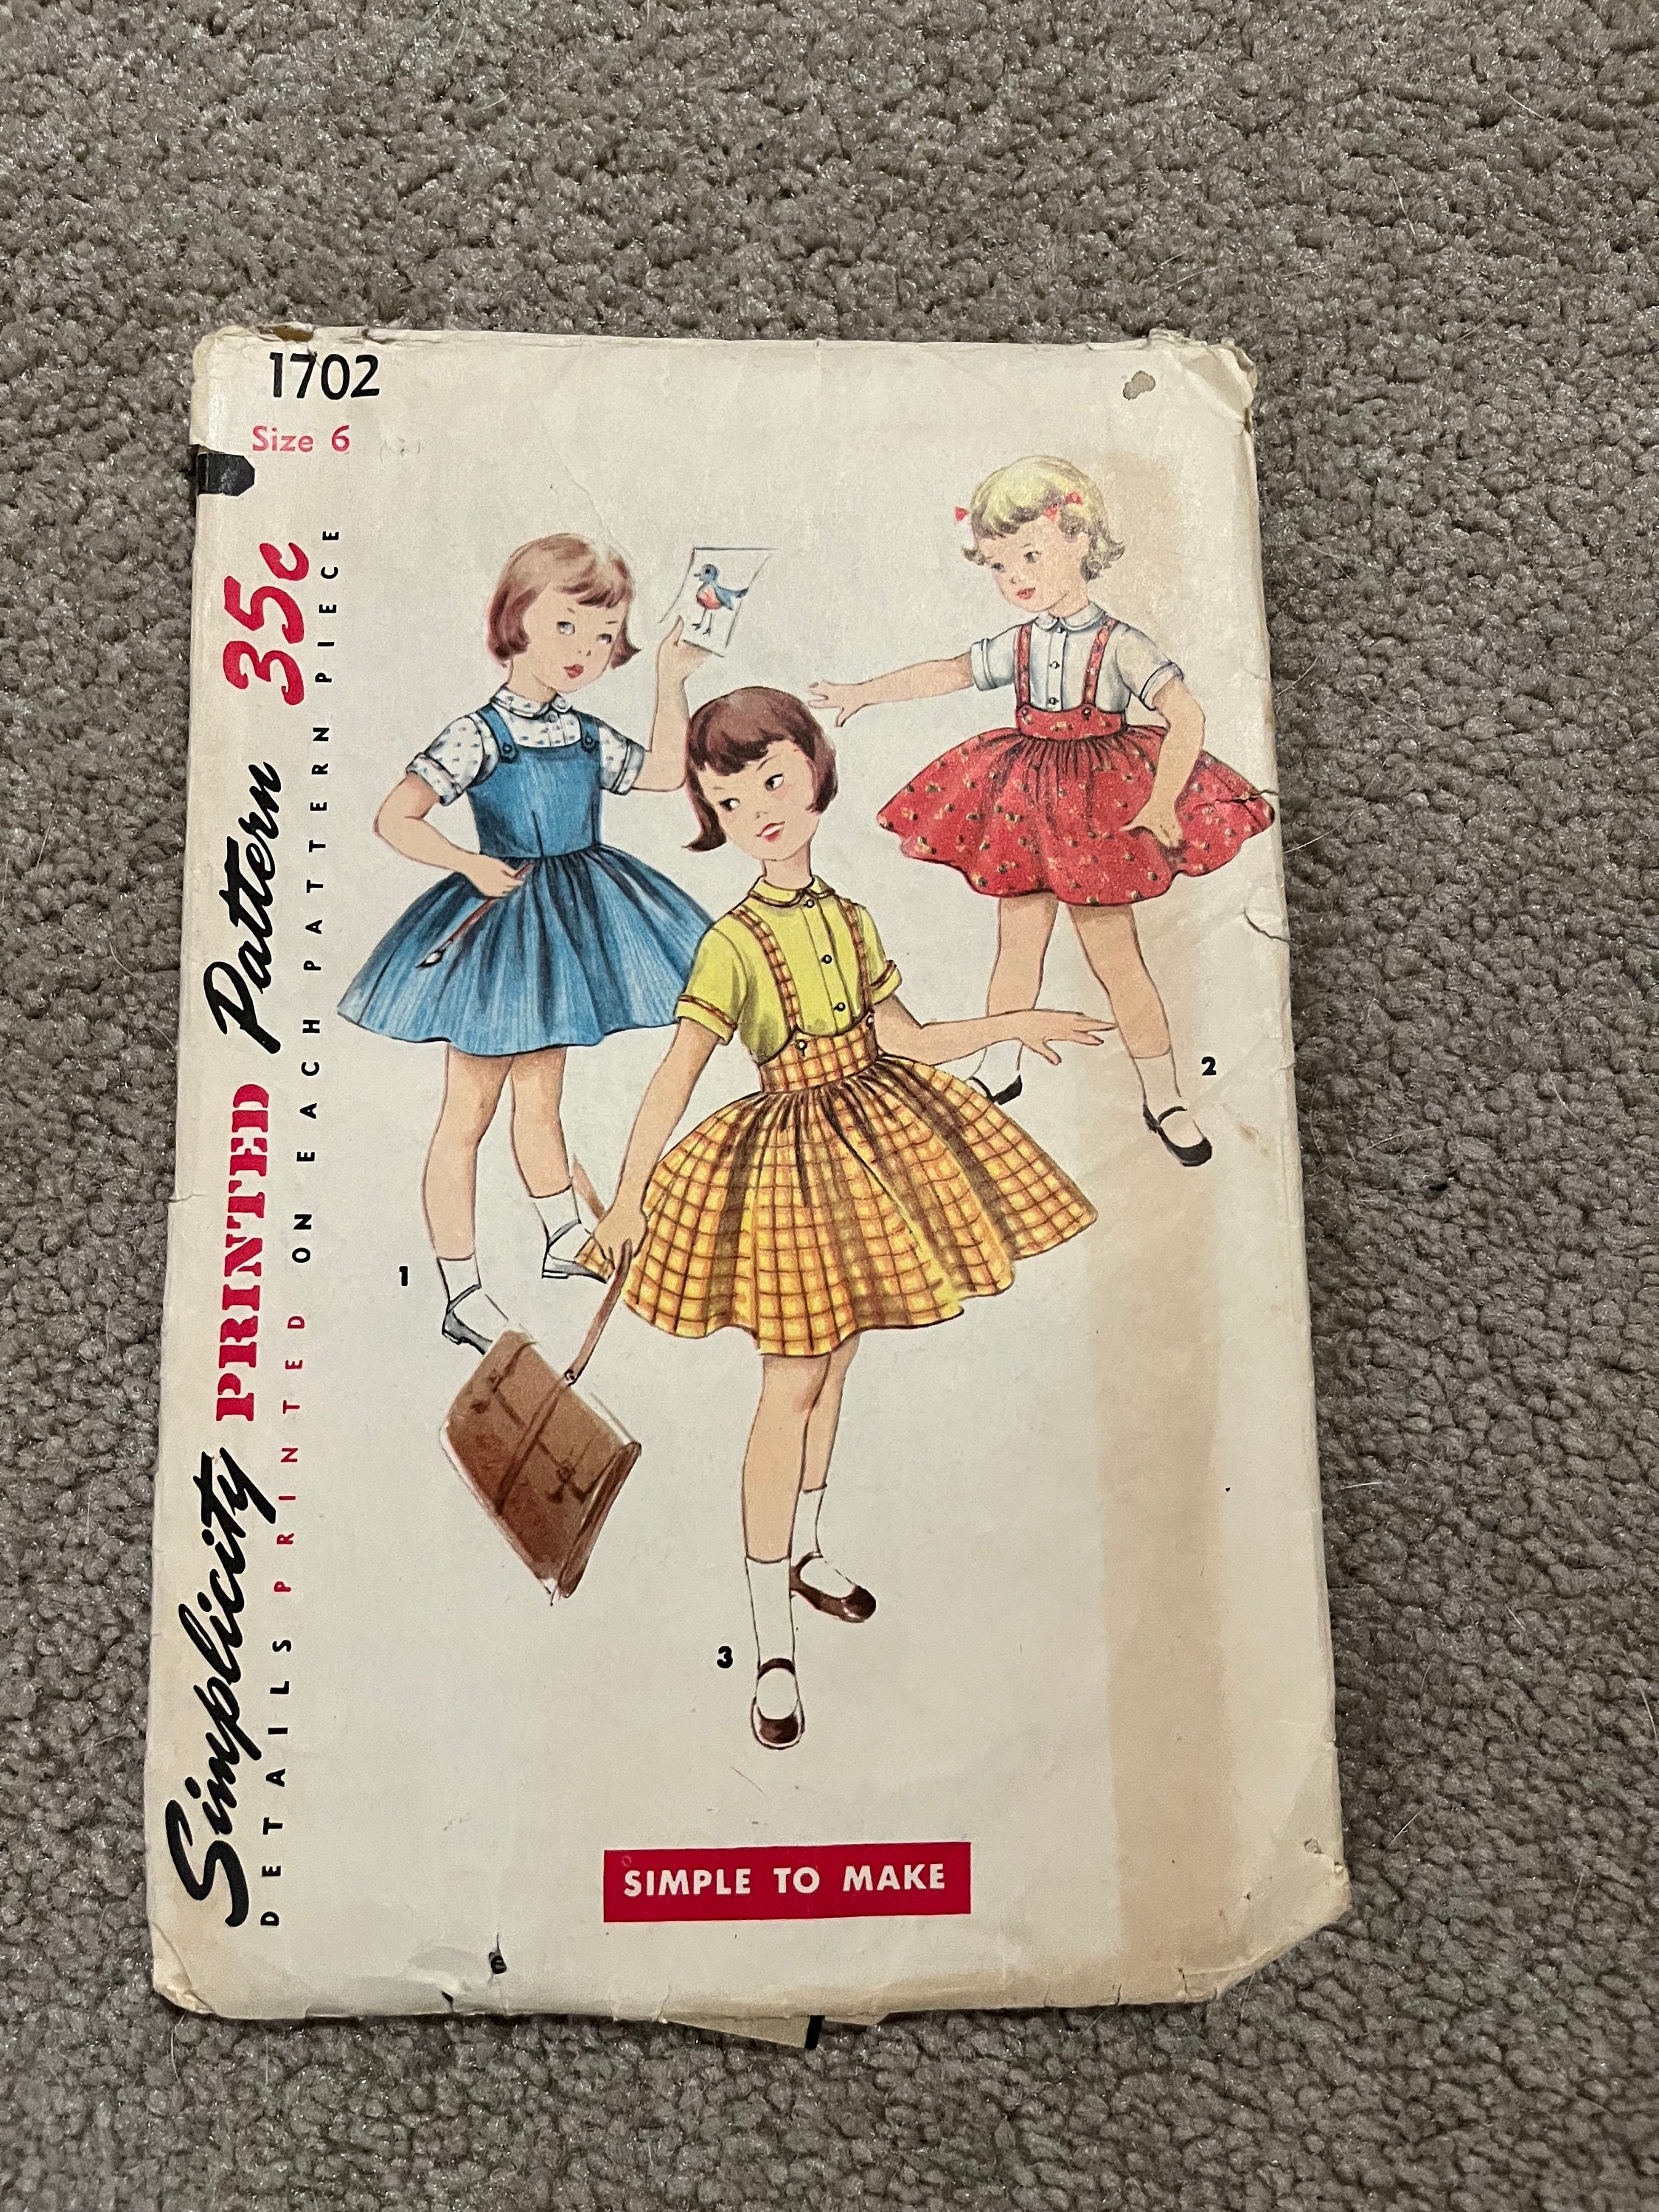 1702
Size 6
Simplicity PRINTED Pattern 35c
DETAILS PRINTED ON EACH PATTERN PIECE
1
2
3
SIMPLE TO MAKE